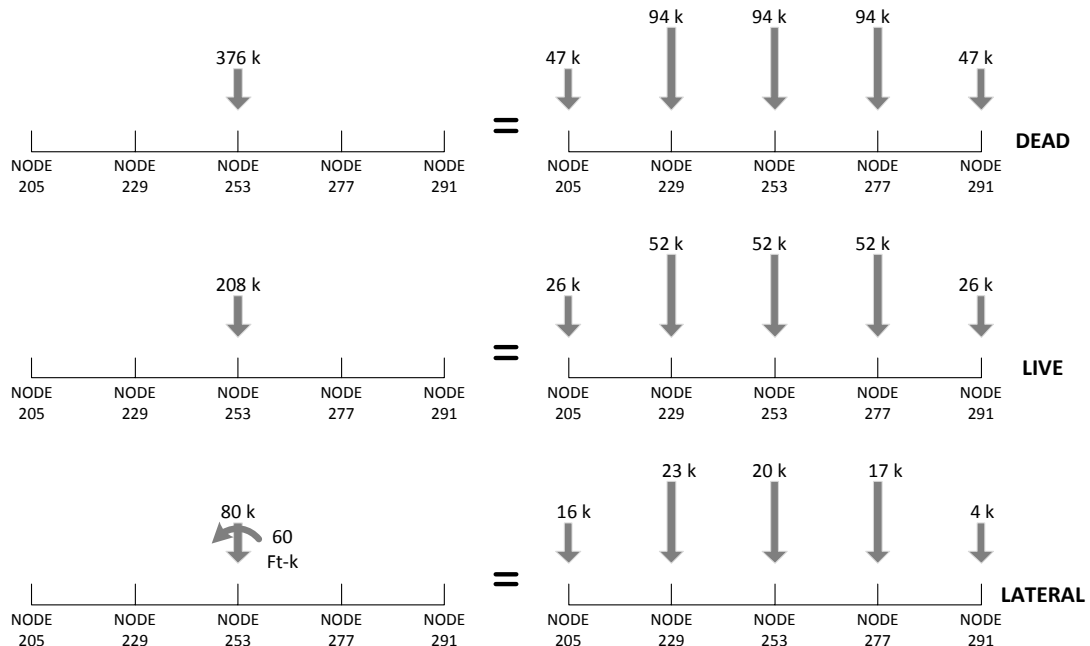 94 k 94 k 94 k
376 k 47 k 47 k
= DEAD
NODE NODE NODE NODE NODE NODE NODE NODE NODE NODE
205 229 253 277 291 205 229 253 277 291
52 k 52 k 52 k
208 k 26 k 26 k
= LIVE
NODE NODE NODE NODE NODE NODE NODE NODE NODE NODE
205 229 253 277 291 205 229 253 277 291
23 k 20 k 17 k
80 k 16 k 4 k
60
Ft-k
= LATERAL
NODE NODE NODE NODE NODE NODE NODE NODE NODE NODE
205 229 253 277 291 205 229 253 277 291